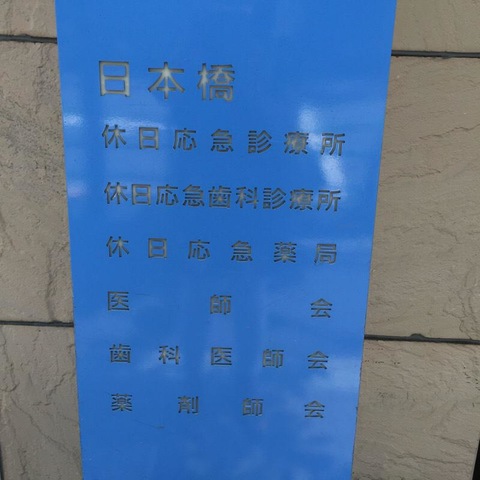 日本橋
休日応急診療所
休日応急歯科診療所
休日応急薬局
医師会
歯科医師会
薬剤師会